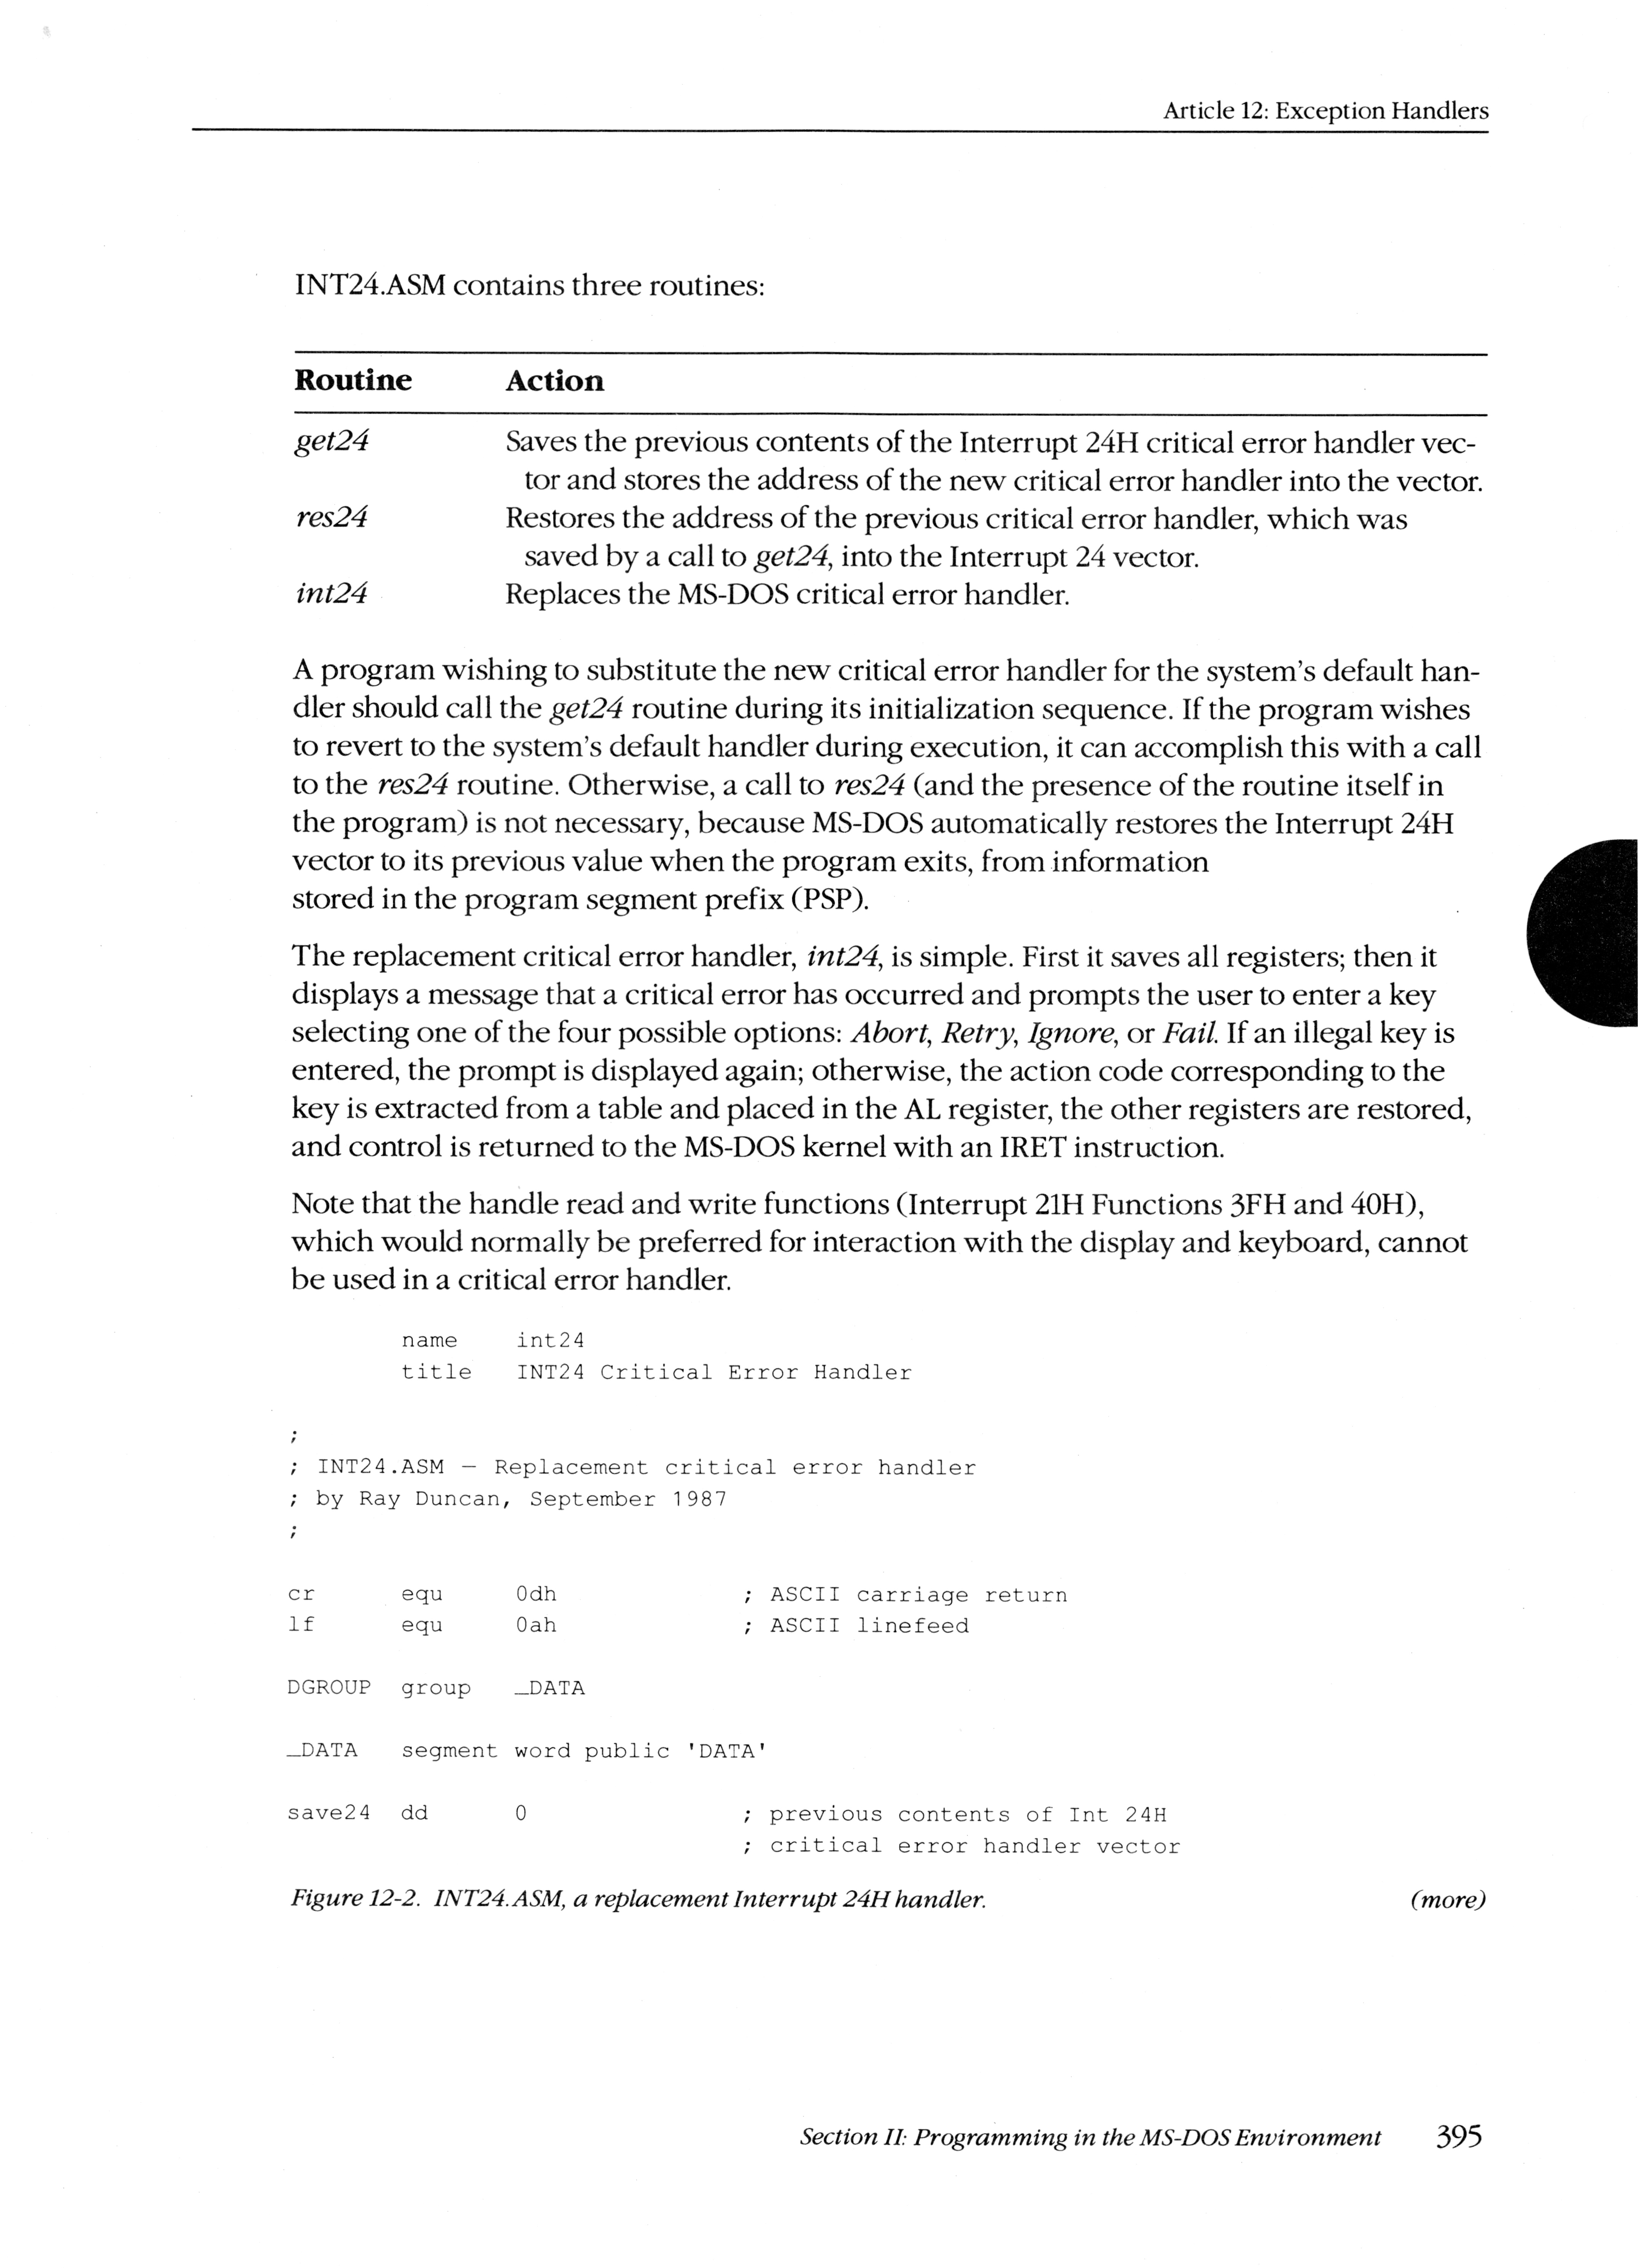 Article 12: Exception Handlers
INT24.ASM contains three routines:
Routine Action
get24 Saves the previous contents of the Interrupt 24H critical error handler vec-
tor and stores the address of the new critical error handler into the vector.
res24 Restores the address of the previous critical error handler, which was
saved by a call to get24, into the Interrupt 24 vector.
int24 Replaces the MS-DOS critical error handler.
A program wishing to substitute the new critical error handler for the system's default han-
dler should call the get24 routine during its initialization sequence. If the program wishes
to revert to the system's default handler during execution, it can accomplish this with a call
to the res24 routine. Otherwise, a call to res24 (and the presence of the routine itself in
the program) is not necessary, because MS-DOS automatically restores the Interrupt 24H
vector to its previous value when the program exits, from information
stored in the program segment prefix (PSP).
The replacement critical error handler, int24, is simple. First it saves all registers; then it
displays a message that a critical error has occurred and prompts the user to enter a key
selecting one of the four possible options: Abort, Retry, Ignore, or Fail. If an illegal key is
entered, the prompt is displayed again; otherwise, the action code corresponding to the
key is extracted from a table and placed in the AL register, the other registers are restored,
and control is returned to the MS-DOS kernel with an IRET instruction.
Note that the handle read and write functions (Interrupt 21H Functions 3FH and 40H),
which would normally be preferred for interaction with the display and keyboard, cannot
be used in a critical error handler.
name int24
title INT24 Critical Error Handler
;
; INT24.ASM — Replacement critical error handler
; by Ray Duncan, September 1987
;
cr equ 0dh ; ASCII carriage return
lf equ 0ah ; ASCII linefeed
DGROUP group _DATA
_DATA segment word public 'DATA'
save24 dd 0 ; previous contents of Int 24H
; critical error handler vector
Figure 12-2. INT24.ASM, a replacement Interrupt 24H handler. (more)
Section II: Programming in the MS-DOS Environment 395